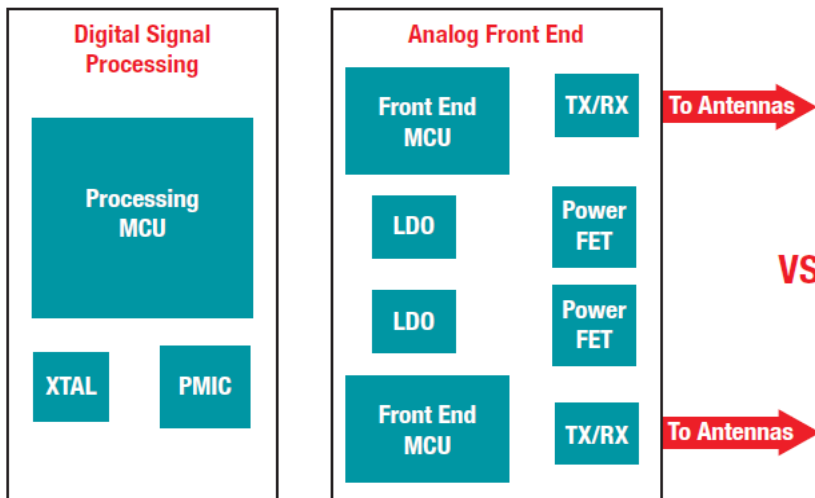 Digital Signal
Processing
Processing
MCU
XTAL
PMIC
Analog Front End
Front End
MCU
TX/RX
To Antennas
LDO
Power
FET
LDO
Power
FET
Front End
MCU
TX/RX
To Antennas
VS